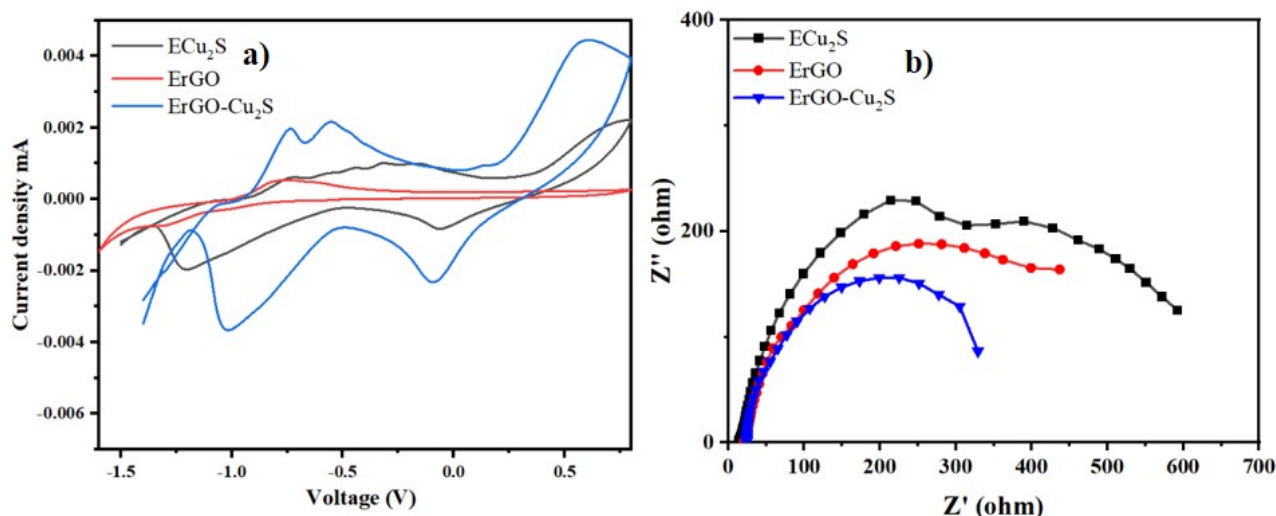 a)
ECu₂S
ErGO
ErGO-Cu₂S
Current density mA
0.004
0.002
0.000
-0.002
-0.004
-0.006
-1.5 -1.0 -0.5 0.0 0.5
Voltage (V)
b)
ECu₂S
ErGO
ErGO-Cu₂S
Z'' (ohm)
400
200
0
0 100 200 300 400 500 600 700
Z' (ohm)